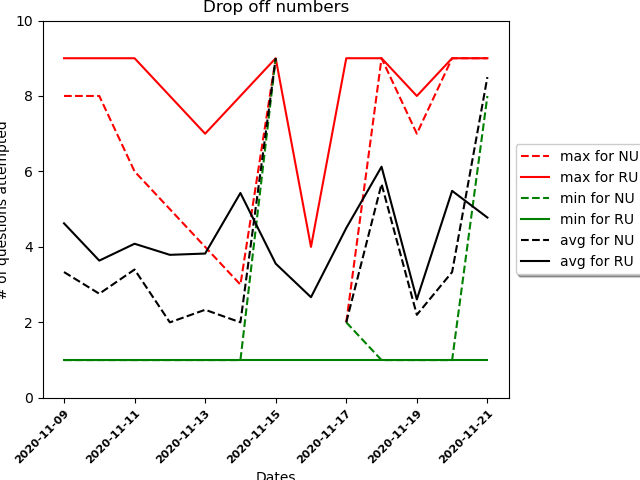 Drop off numbers
10
8
6
4
2
0
# of questions attempted
2020-11-09
2020-11-11
2020-11-13
2020-11-15
2020-11-17
2020-11-19
2020-11-21
Dates
max for NU
max for RU
min for NU
min for RU
avg for NU
avg for RU